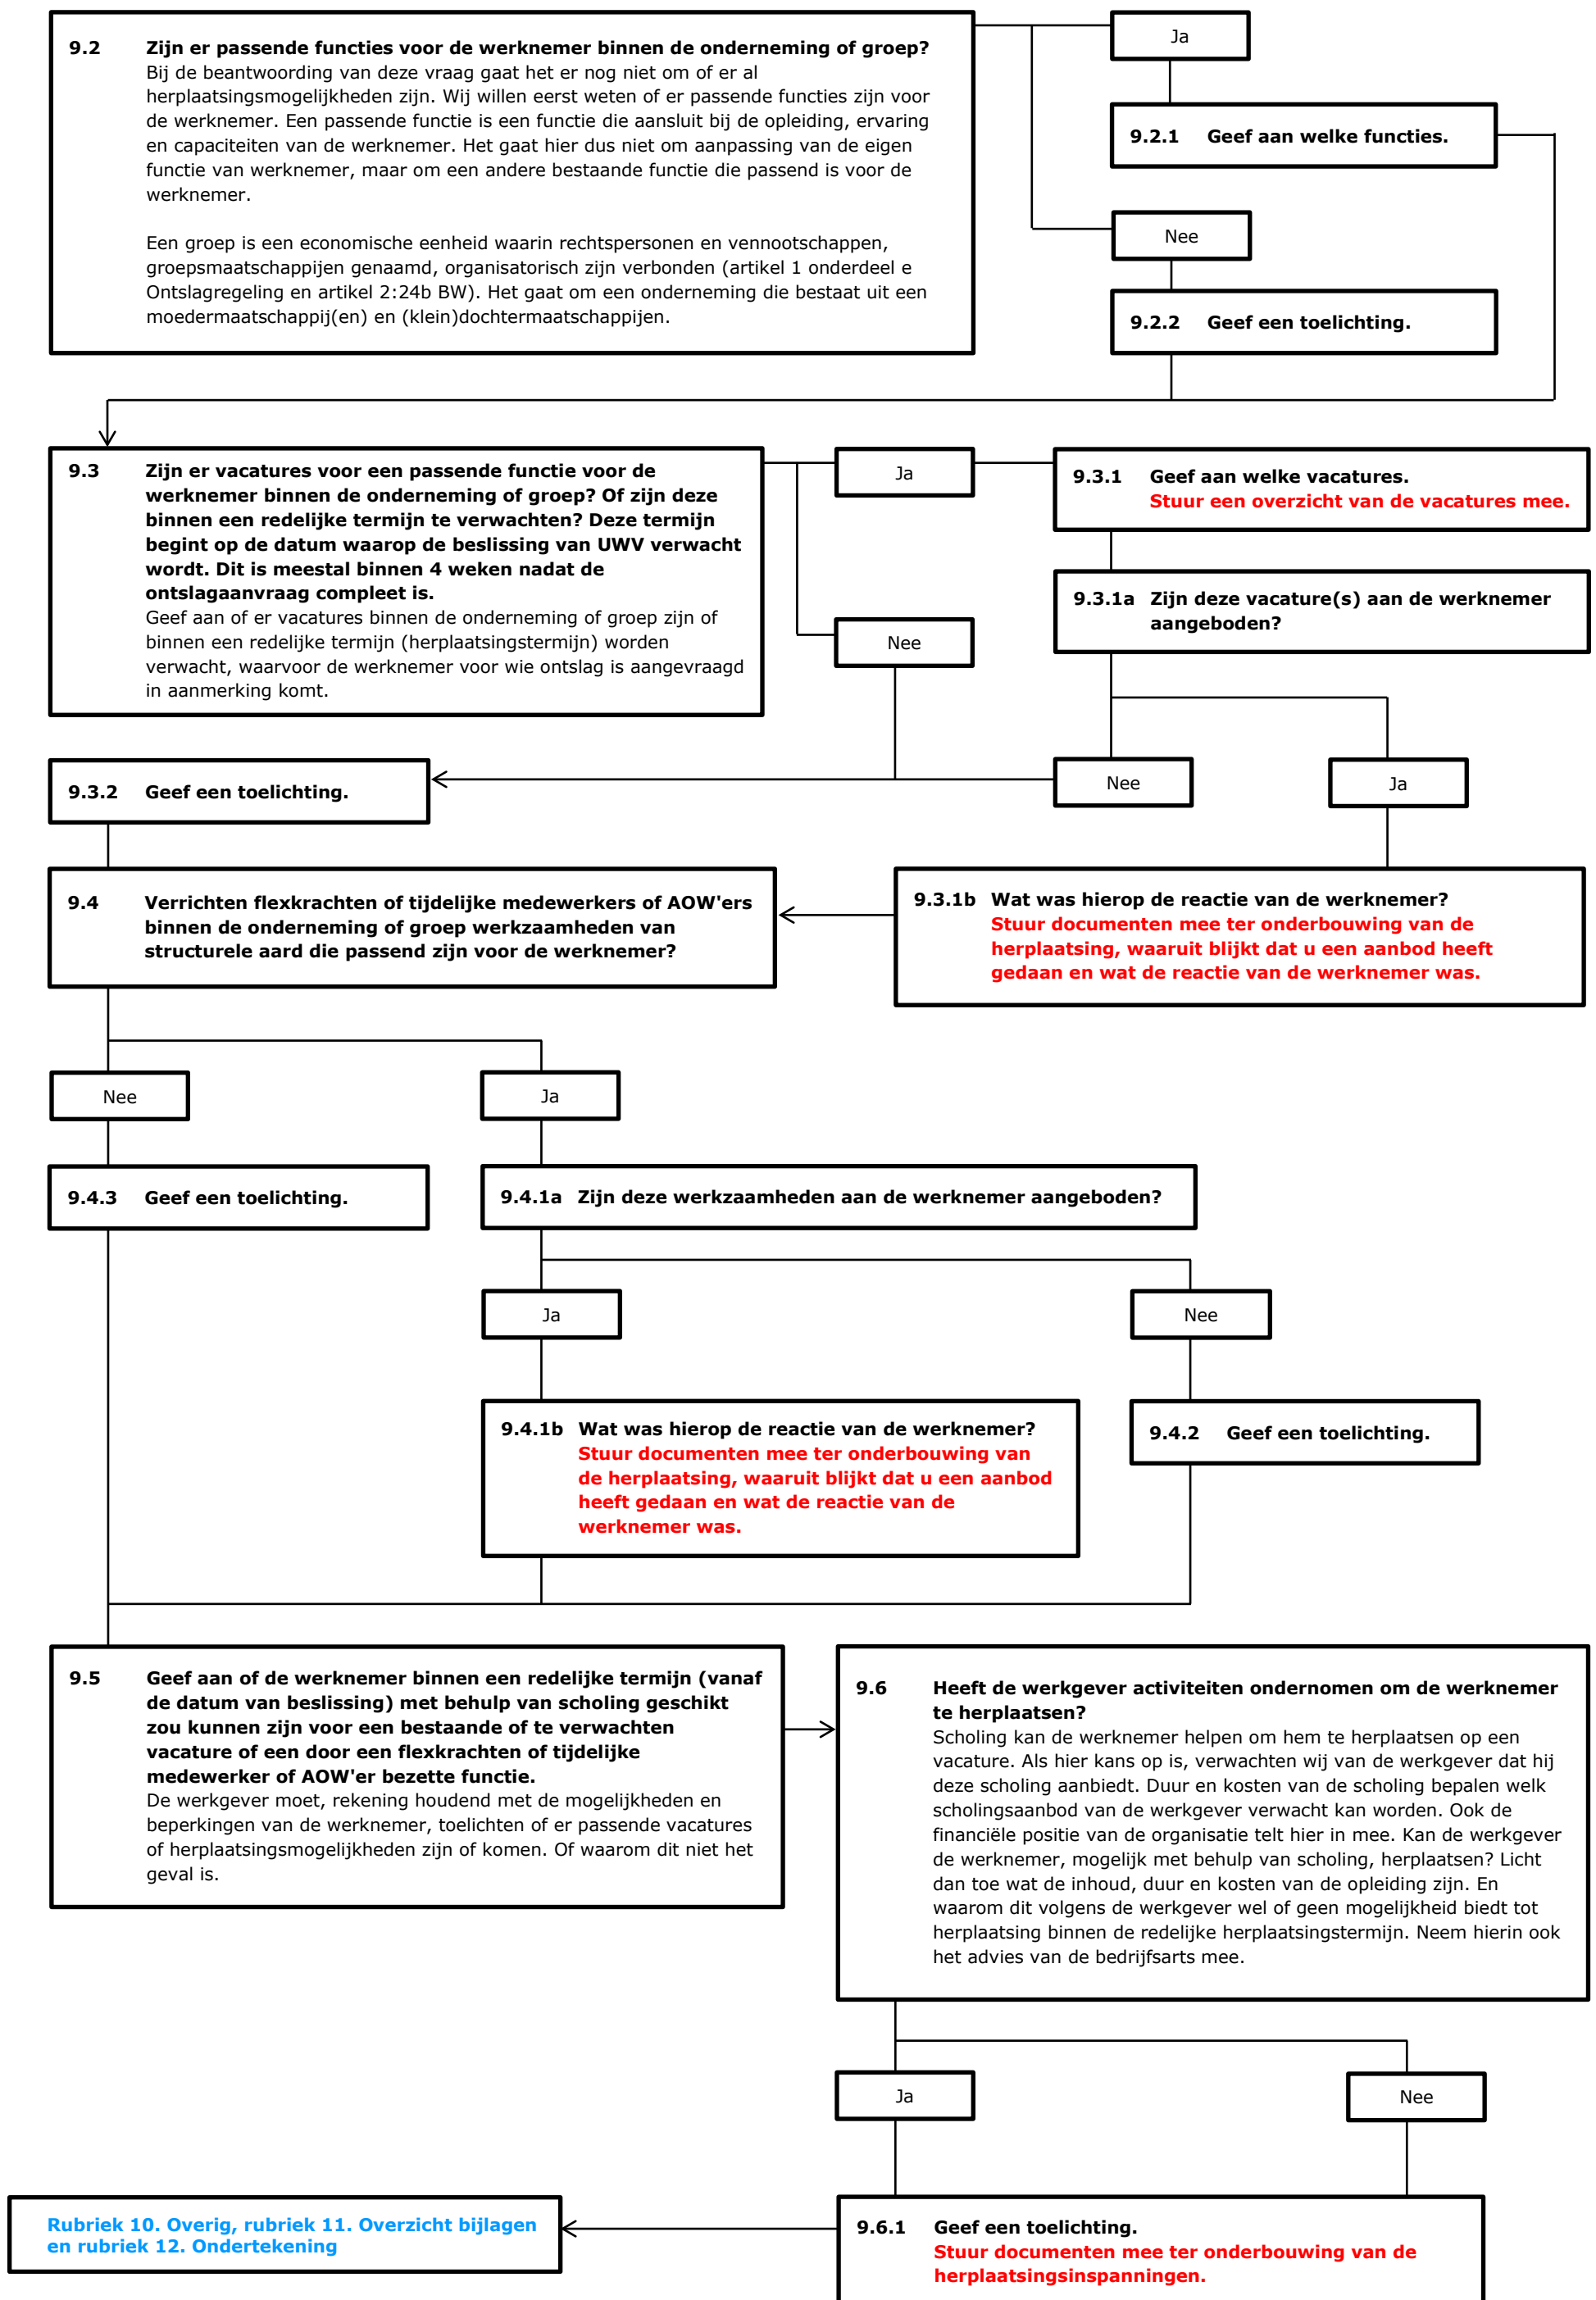 9.2 Zijn er passende functies voor de werknemer binnen de onderneming of groep?
Bij de beantwoording van deze vraag gaat het er nog niet om of er al
herplaatsingsmogelijkheden zijn. Wij willen eerst weten of er passende functies zijn voor
de werknemer. Een passende functie is een functie die aansluit bij de opleiding, ervaring
en capaciteiten van de werknemer. Het gaat hier dus niet om aanpassing van de eigen
functie van werknemer, maar om een andere bestaande functie die passend is voor de
werknemer.
Een groep is een economische eenheid waarin rechtspersonen en vennootschappen,
groepsmaatschappijen genaamd, organisatorisch zijn verbonden (artikel 1 onderdeel e
Ontslagregeling en artikel 2:24b BW). Het gaat om een onderneming die bestaat uit een
moedermaatschappij(en) en (klein)dochtermaatschappijen.
Ja
9.2.1 Geef aan welke functies.
Nee
9.2.2 Geef een toelichting.
9.3 Zijn er vacatures voor een passende functie voor de
werknemer binnen de onderneming of groep? Of zijn deze
binnen een redelijke termijn te verwachten? Deze termijn
begint op de datum waarop de beslissing van UWV verwacht
wordt. Dit is meestal binnen 4 weken nadat de
ontslagaanvraag compleet is.
Geef aan of er vacatures binnen de onderneming of groep zijn of
binnen een redelijke termijn (herplaatsingstermijn) worden
verwacht, waarvoor de werknemer voor wie ontslag is aangevraagd
in aanmerking komt.
Ja
9.3.1 Geef aan welke vacatures.
Stuur een overzicht van de vacatures mee.
9.3.1a Zijn deze vacature(s) aan de werknemer
aangeboden?
Nee
Nee
Ja
9.3.2 Geef een toelichting.
9.4 Verrichten flexkrachten of tijdelijke medewerkers of AOW'ers
binnen de onderneming of groep werkzaamheden van
structurele aard die passend zijn voor de werknemer?
9.3.1b Wat was hierop de reactie van de werknemer?
Stuur documenten mee ter onderbouwing van de
herplaatsing, waaruit blijkt dat u een aanbod heeft
gedaan en wat de reactie van de werknemer was.
Nee
Ja
9.4.3 Geef een toelichting.
9.4.1a Zijn deze werkzaamheden aan de werknemer aangeboden?
Ja
Nee
9.4.1b Wat was hierop de reactie van de werknemer?
Stuur documenten mee ter onderbouwing van
de herplaatsing, waaruit blijkt dat u een aanbod
heeft gedaan en wat de reactie van de
werknemer was.
9.4.2 Geef een toelichting.
9.5 Geef aan of de werknemer binnen een redelijke termijn (vanaf
de datum van beslissing) met behulp van scholing geschikt
zou kunnen zijn voor een bestaande of te verwachten
vacature of een door een flexkrachten of tijdelijke
medewerker of AOW'er bezette functie.
De werkgever moet, rekening houdend met de mogelijkheden en
beperkingen van de werknemer, toelichten of er passende vacatures
of herplaatsingsmogelijkheden zijn of komen. Of waarom dit niet het
geval is.
9.6 Heeft de werkgever activiteiten ondernomen om de werknemer
te herplaatsen?
Scholing kan de werknemer helpen om hem te herplaatsen op een
vacature. Als hier kans op is, verwachten wij van de werkgever dat hij
deze scholing aanbiedt. Duur en kosten van de scholing bepalen welk
scholingsaanbod van de werkgever verwacht kan worden. Ook de
financiële positie van de organisatie telt hier in mee. Kan de werkgever
de werknemer, mogelijk met behulp van scholing, herplaatsen? Licht
dan toe wat de inhoud, duur en kosten van de opleiding zijn. En
waarom dit volgens de werkgever wel of geen mogelijkheid biedt tot
herplaatsing binnen de redelijke herplaatsingstermijn. Neem hierin ook
het advies van de bedrijfsarts mee.
Ja
Nee
Rubriek 10. Overig, rubriek 11. Overzicht bijlagen
en rubriek 12. Ondertekening
9.6.1 Geef een toelichting.
Stuur documenten mee ter onderbouwing van de
herplaatsingsinspanningen.